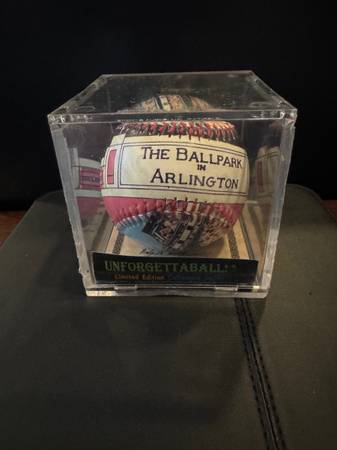 THE BALLPARK
IN
ARLINGTON
UNFORGETTABALL!
Limited Edition